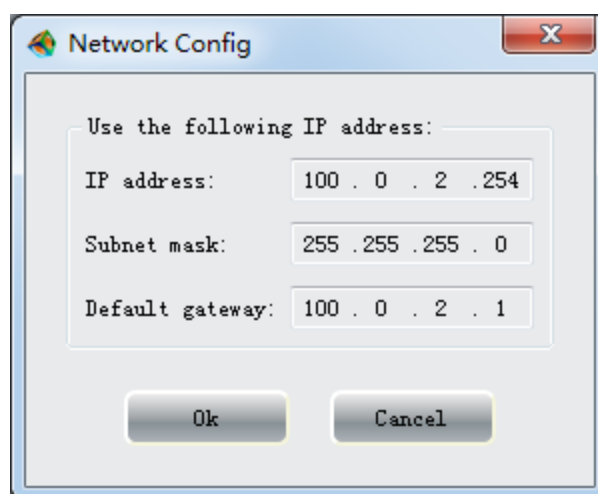 Network Config
Use the following IP address:
IP address: 100 . 0 . 2 .254
Subnet mask: 255 .255 .255 . 0
Default gateway: 100 . 0 . 2 . 1
Ok Cancel